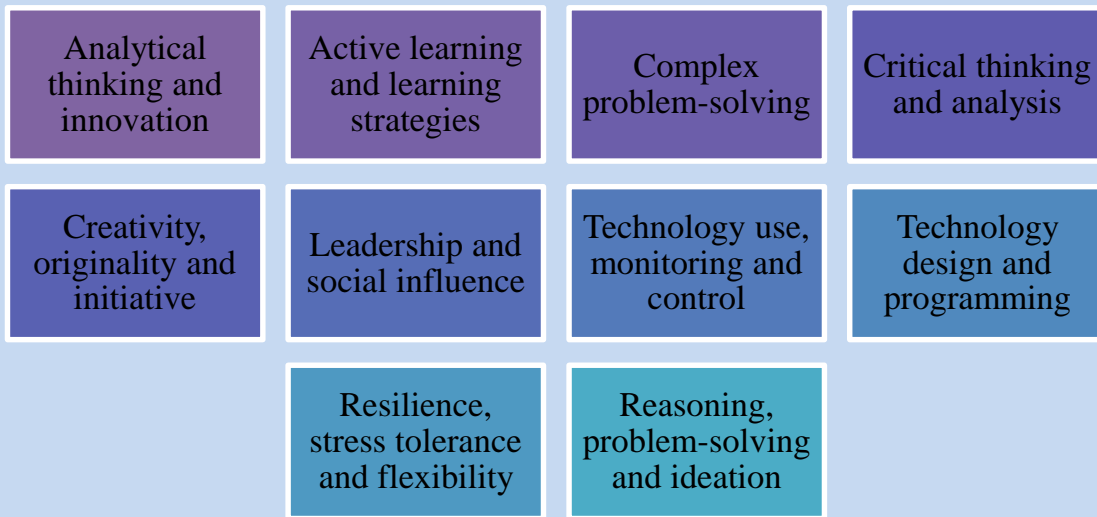 Analytical
thinking and
innovation
Active learning
and learning
strategies
Complex
problem-solving
Critical thinking
and analysis
Creativity,
originality and
initiative
Leadership and
social influence
Technology use,
monitoring and
control
Technology
design and
programming
Resilience,
stress tolerance
and flexibility
Reasoning,
problem-solving
and ideation